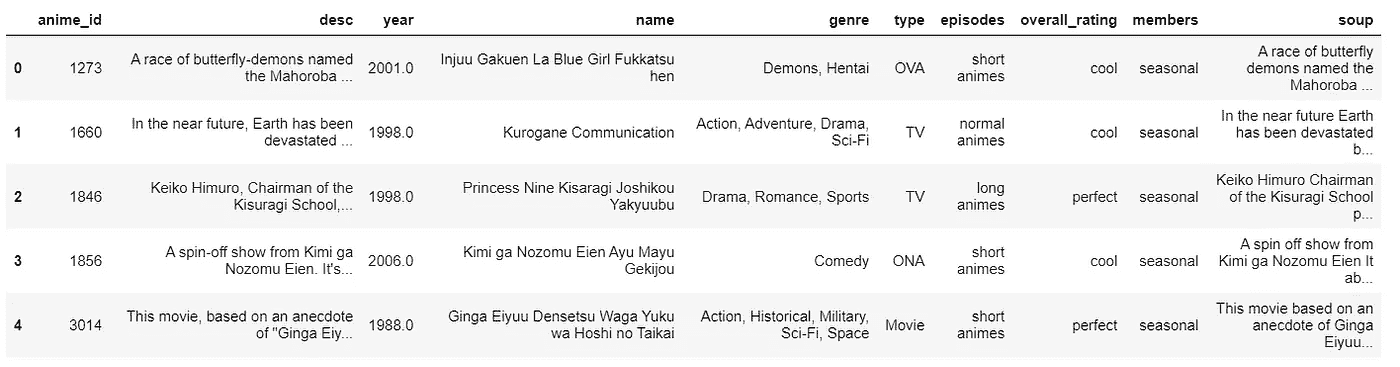 anime_id desc year name genre type episodes overall_rating members soup
0 1273 A race of butterfly-demons named the Mahoroba ... 2001.0 Injuu Gakuen La Blue Girl Fukkatsu hen Demons, Hentai OVA short animes cool seasonal A race of butterfly demons named the Mahoroba ...
1 1660 In the near future, Earth has been devastated ... 1998.0 Kurogane Communication Action, Adventure, Drama, Sci-Fi TV normal animes cool seasonal In the near future Earth has been devastated b...
2 1846 Keiko Himuro, Chairman of the Kisuragi School,... 1998.0 Princess Nine Kisaragi Joshikou Yakyuubu Drama, Romance, Sports TV long animes perfect seasonal Keiko Himuro Chairman of the Kisuragi School p...
3 1856 A spin-off show from Kimi ga Nozomu Eien. It's... 2006.0 Kimi ga Nozomu Eien Ayu Mayu Gekijou Comedy ONA short animes cool seasonal A spin off show from Kimi ga Nozomu Eien It ab...
4 3014 This movie, based on an anecdote of "Ginga Eiy... 1988.0 Ginga Eiyuu Densetsu Waga Yuku wa Hoshi no Taikai Action, Historical, Military, Sci-Fi, Space Movie short animes perfect seasonal This movie based on an anecdote of Ginga Eiyuu...